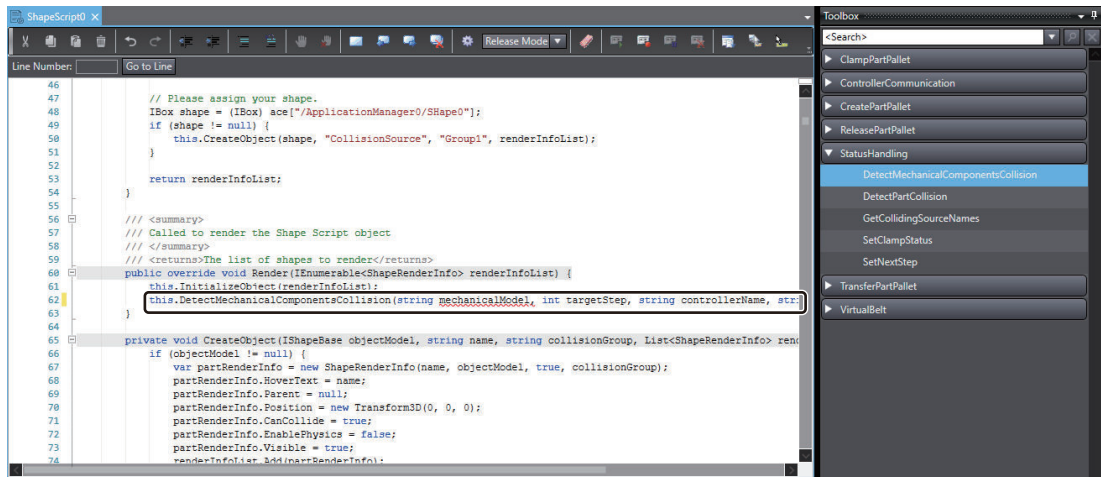 ShapeScript0
Release Mode
Line Number:
Go to Line
46
47 // Please assign your shape.
48 IBox shape = (IBox) ace["/ApplicationManager0/SHape0"];
49 if (shape != null) {
50 this.CreateObject(shape, "CollisionSource", "Group1", renderInfoList);
51 }
52
53 return renderInfoList;
54 }
55
56 /// <summary>
57 /// Called to render the Shape Script object
58 /// </summary>
59 /// <returns>The list of shapes to render</returns>
60 public override void Render(IEnumerable<ShapeRenderInfo> renderInfoList) {
61 this.InitializeObject(renderInfoList);
62 this.DetectMechanicalComponentsCollision(string mechanicalModel, int targetStep, string controllerName, stri
63 }
64
65 private void CreateObject(IShapeBase objectModel, string name, string collisionGroup, List<ShapeRenderInfo> rend
66 if (objectModel != null) {
67 var partRenderInfo = new ShapeRenderInfo(name, objectModel, true, collisionGroup);
68 partRenderInfo.HoverText = name;
69 partRenderInfo.Parent = null;
70 partRenderInfo.Position = new Transform3D(0, 0, 0);
71 partRenderInfo.CanCollide = true;
72 partRenderInfo.EnablePhysics = false;
73 partRenderInfo.Visible = true;
74 renderInfoList.Add(partRenderInfo);
Toolbox
<Search>
ClampPartPallet
ControllerCommunication
CreatePartPallet
ReleasePartPallet
StatusHandling
DetectMechanicalComponentsCollision
DetectPartCollision
GetCollidingSourceNames
SetClampStatus
SetNextStep
TransferPartPallet
VirtualBelt